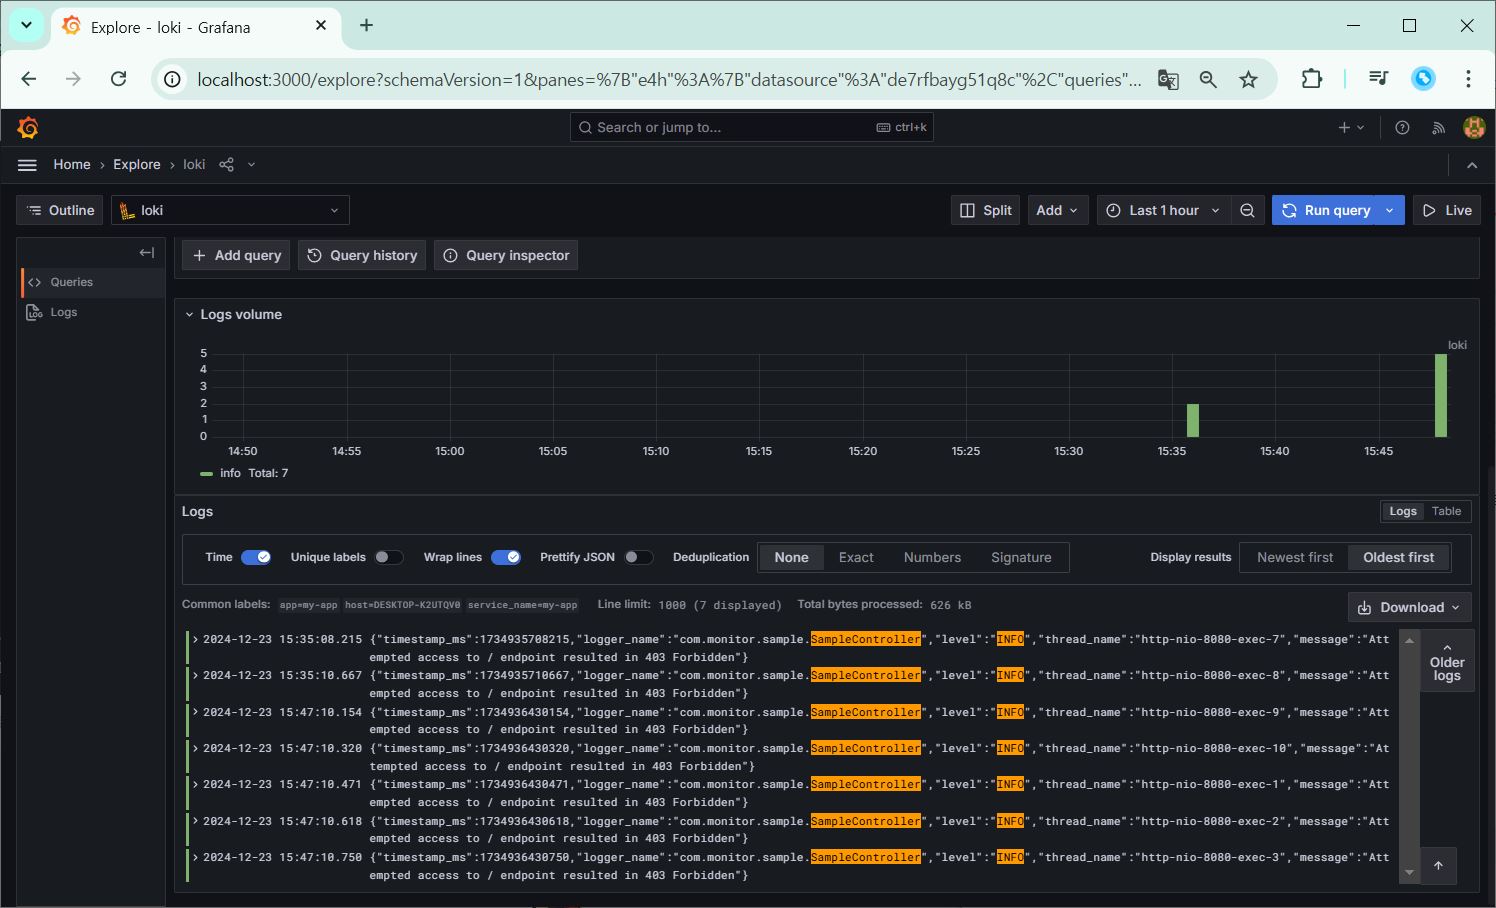 Explore - loki - Grafana
localhost:3000/explore?schemaVersion=1&panes=%7B"e4h"%3A%7B"datasource"%3A"de7rfbayg51q8c"%2C"queries"...
Search or jump to... ctrl+k
Home › Explore › loki
Outline loki Split Add Last 1 hour Run query Live
Add query Query history Query inspector
Queries
Logs
Logs volume
loki
5
4
3
2
1
0
14:50 14:55 15:00 15:05 15:10 15:15 15:20 15:25 15:30 15:35 15:40 15:45
info Total: 7
Logs Logs Table
Time Unique labels Wrap lines Prettify JSON Deduplication None Exact Numbers Signature Display results Newest first Oldest first
Common labels: app=my-app host=DESKTOP-K2UTQV0 service_name=my-app Line limit: 1000 (7 displayed) Total bytes processed: 626 kB Download
2024-12-23 15:35:08.215 {"timestamp_ms":1734935708215,"logger_name":"com.monitor.sample.SampleController","level":"INFO","thread_name":"http-nio-8080-exec-7","message":"Att
empted access to / endpoint resulted in 403 Forbidden"}
2024-12-23 15:35:10.667 {"timestamp_ms":1734935710667,"logger_name":"com.monitor.sample.SampleController","level":"INFO","thread_name":"http-nio-8080-exec-8","message":"Att
empted access to / endpoint resulted in 403 Forbidden"}
2024-12-23 15:47:10.154 {"timestamp_ms":1734936430154,"logger_name":"com.monitor.sample.SampleController","level":"INFO","thread_name":"http-nio-8080-exec-9","message":"Att
empted access to / endpoint resulted in 403 Forbidden"}
2024-12-23 15:47:10.320 {"timestamp_ms":1734936430320,"logger_name":"com.monitor.sample.SampleController","level":"INFO","thread_name":"http-nio-8080-exec-10","message":"At
tempted access to / endpoint resulted in 403 Forbidden"}
2024-12-23 15:47:10.471 {"timestamp_ms":1734936430471,"logger_name":"com.monitor.sample.SampleController","level":"INFO","thread_name":"http-nio-8080-exec-1","message":"Att
empted access to / endpoint resulted in 403 Forbidden"}
2024-12-23 15:47:10.618 {"timestamp_ms":1734936430618,"logger_name":"com.monitor.sample.SampleController","level":"INFO","thread_name":"http-nio-8080-exec-2","message":"Att
empted access to / endpoint resulted in 403 Forbidden"}
2024-12-23 15:47:10.750 {"timestamp_ms":1734936430750,"logger_name":"com.monitor.sample.SampleController","level":"INFO","thread_name":"http-nio-8080-exec-3","message":"Att
empted access to / endpoint resulted in 403 Forbidden"}
Older
logs